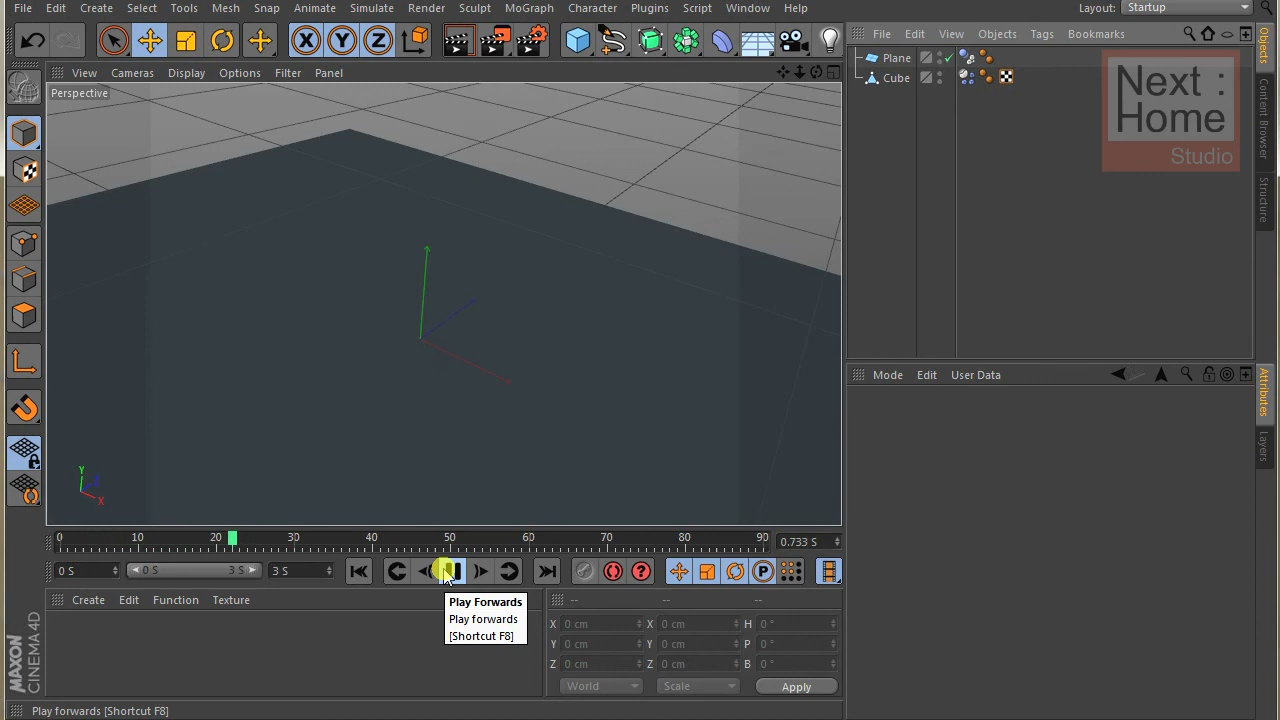 File Edit Create Select Tools Mesh Snap Animate Simulate Render Sculpt MoGraph Character Plugins Script Window Help Layout: Startup
X Y Z
File Edit View Objects Tags Bookmarks
Plane
Cube
Next :
Home
Studio
View Cameras Display Options Filter Panel
Perspective
Y
Z
X
0 10 20 30 40 50 60 70 80 90 0.733 S
0 S 0 S 3 S 3 S
P
Play Forwards
Play forwards
[Shortcut F8]
Create Edit Function Texture
-- -- --
X 0 cm X 0 cm H 0 °
Y 0 cm Y 0 cm P 0 °
Z 0 cm Z 0 cm B 0 °
World Scale Apply
Mode Edit User Data
Objects
Content Browser
Structure
Attributes
Layers
MAXON
CINEMA 4D
Play forwards [Shortcut F8]